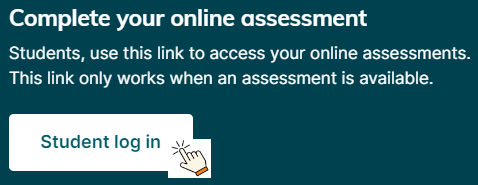 Complete your online assessment
Students, use this link to access your online assessments.
This link only works when an assessment is available.
Student log in